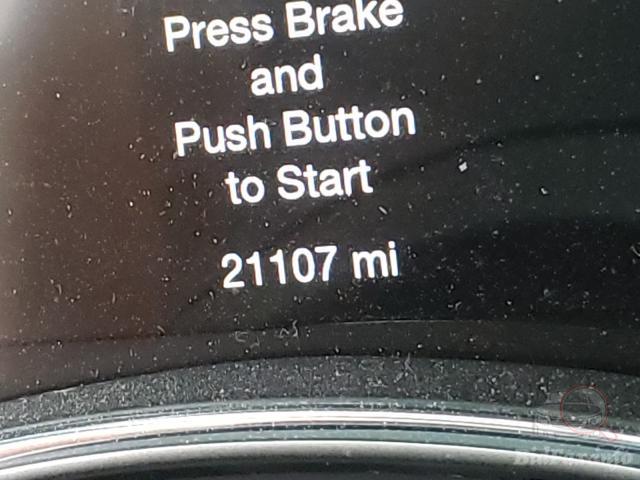 Press Brake
and
Push Button
to Start
21107 mi